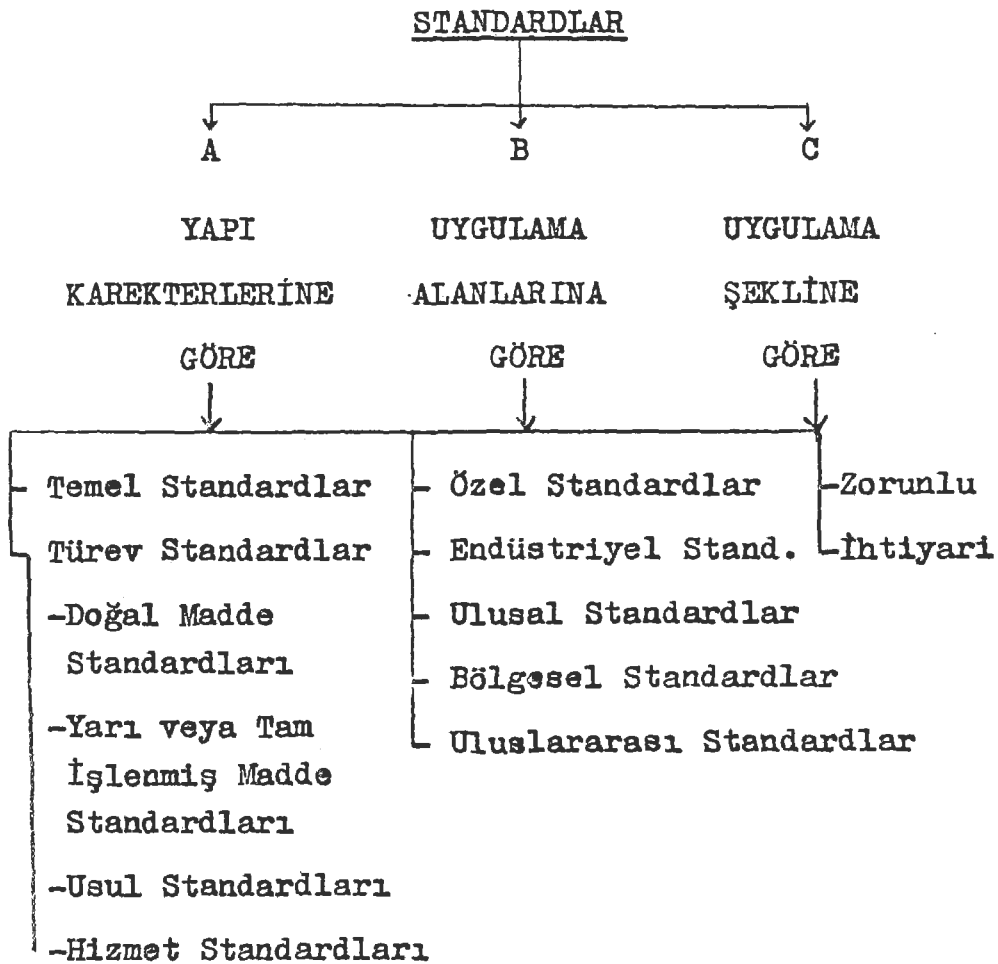 STANDARDLAR
A B C
YAPI UYGULAMA UYGULAMA
KAREKTERLERİNE ALANLARINA ŞEKLİNE
GÖRE GÖRE GÖRE
- Temel Standardlar
Türev Standardlar
-Doğal Madde
Standardları
-Yarı veya Tam
İşlenmiş Madde
Standardları
-Usul Standardları
-Hizmet Standardları
- Özel Standardlar
- Endüstriyel Stand.
- Ulusal Standardlar
- Bölgesel Standardlar
- Uluslararası Standardlar
-Zorunlu
-İhtiyari